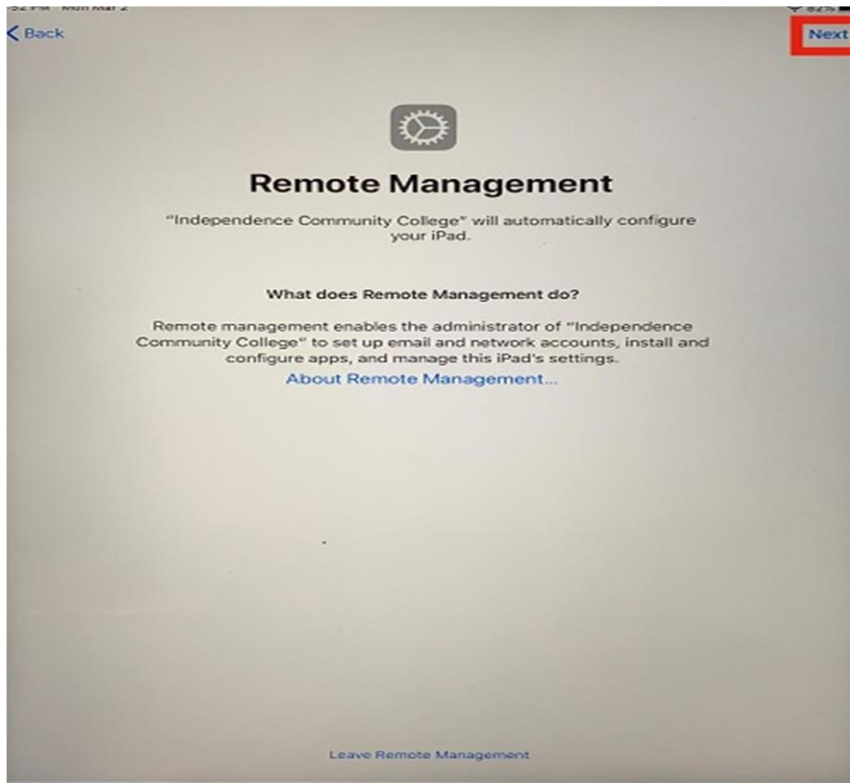 Back
Next
Remote Management
"Independence Community College" will automatically configure
your iPad.
What does Remote Management do?
Remote management enables the administrator of "Independence
Community College" to set up email and network accounts, install and
configure apps, and manage this iPad's settings.
About Remote Management...
Leave Remote Management